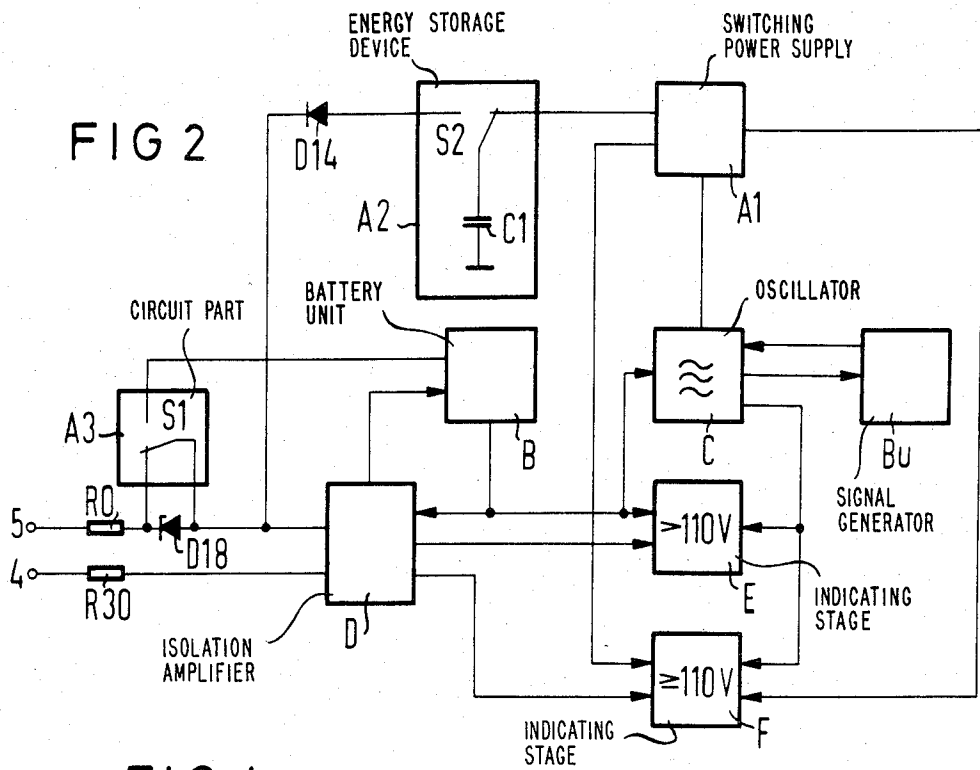 ENERGY STORAGE
DEVICE
SWITCHING
POWER SUPPLY
FIG 2
D14
S2
A2
C1
A1
CIRCUIT PART
BATTERY
UNIT
OSCILLATOR
A3
S1
B
C
Bu
SIGNAL
GENERATOR
5
R0
D18
4
R30
>110V
E
INDICATING
STAGE
D
ISOLATION
AMPLIFIER
≥110V
F
INDICATING
STAGE